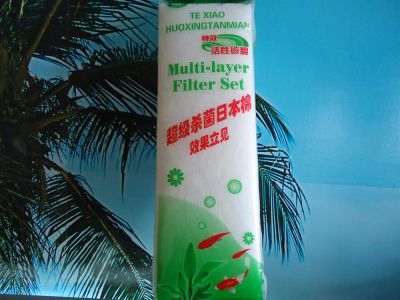 TE XIAO
HUOXINGTANMIAN
特效
活性碳棉
Multi-layer
Filter Set
超级杀菌日本棉
效果立见